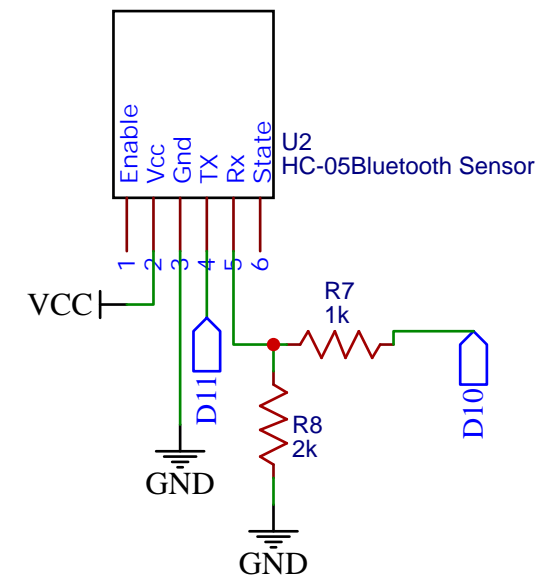 Enable
Vcc
Gnd
TX
Rx
State
U2
HC-05Bluetooth Sensor
1
2
3
4
5
6
VCC
R7
1k
D11
D10
R8
2k
GND
GND